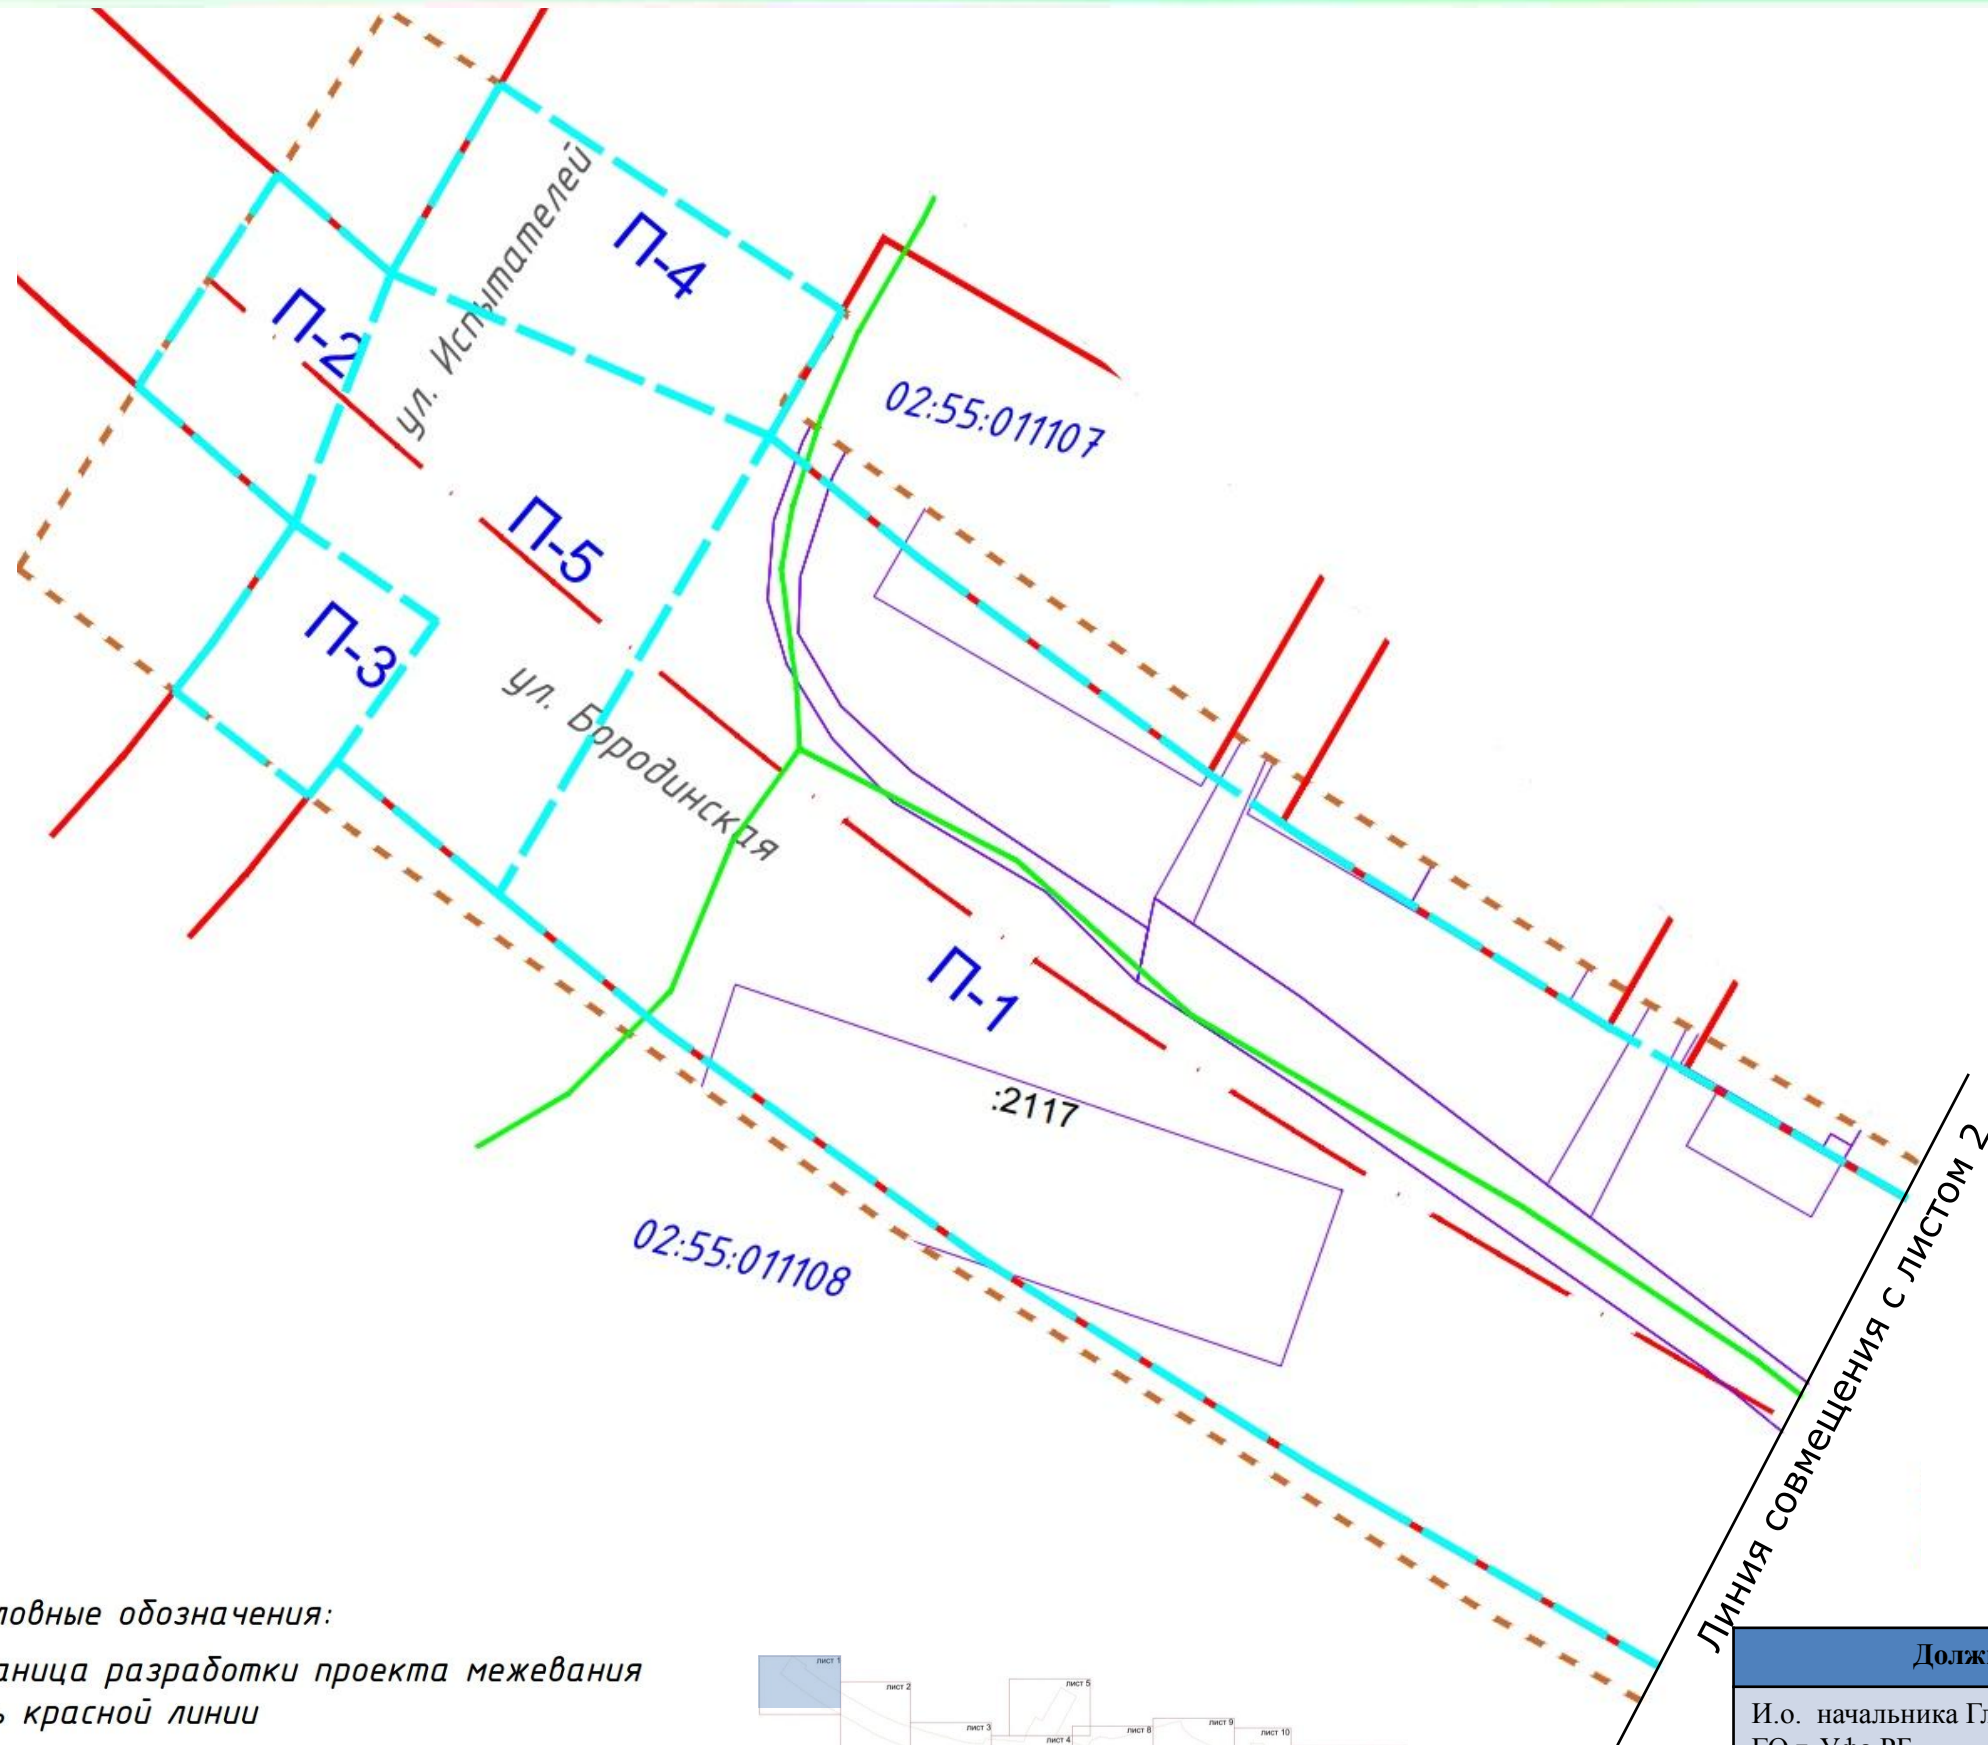 ул. Испытателей
П-4
П-2
02:55:011107
П-5
П-3
ул. Бородинская
П-1
:2117
02:55:011108
Линия совмещения с листом 2
ловные обозначения:
аница разработки проекта межевания
ь красной линии
лист 1
лист 2
лист 5
лист 3
лист 4
лист 8
лист 9
лист 10
Долж
И.о. начальника Гл